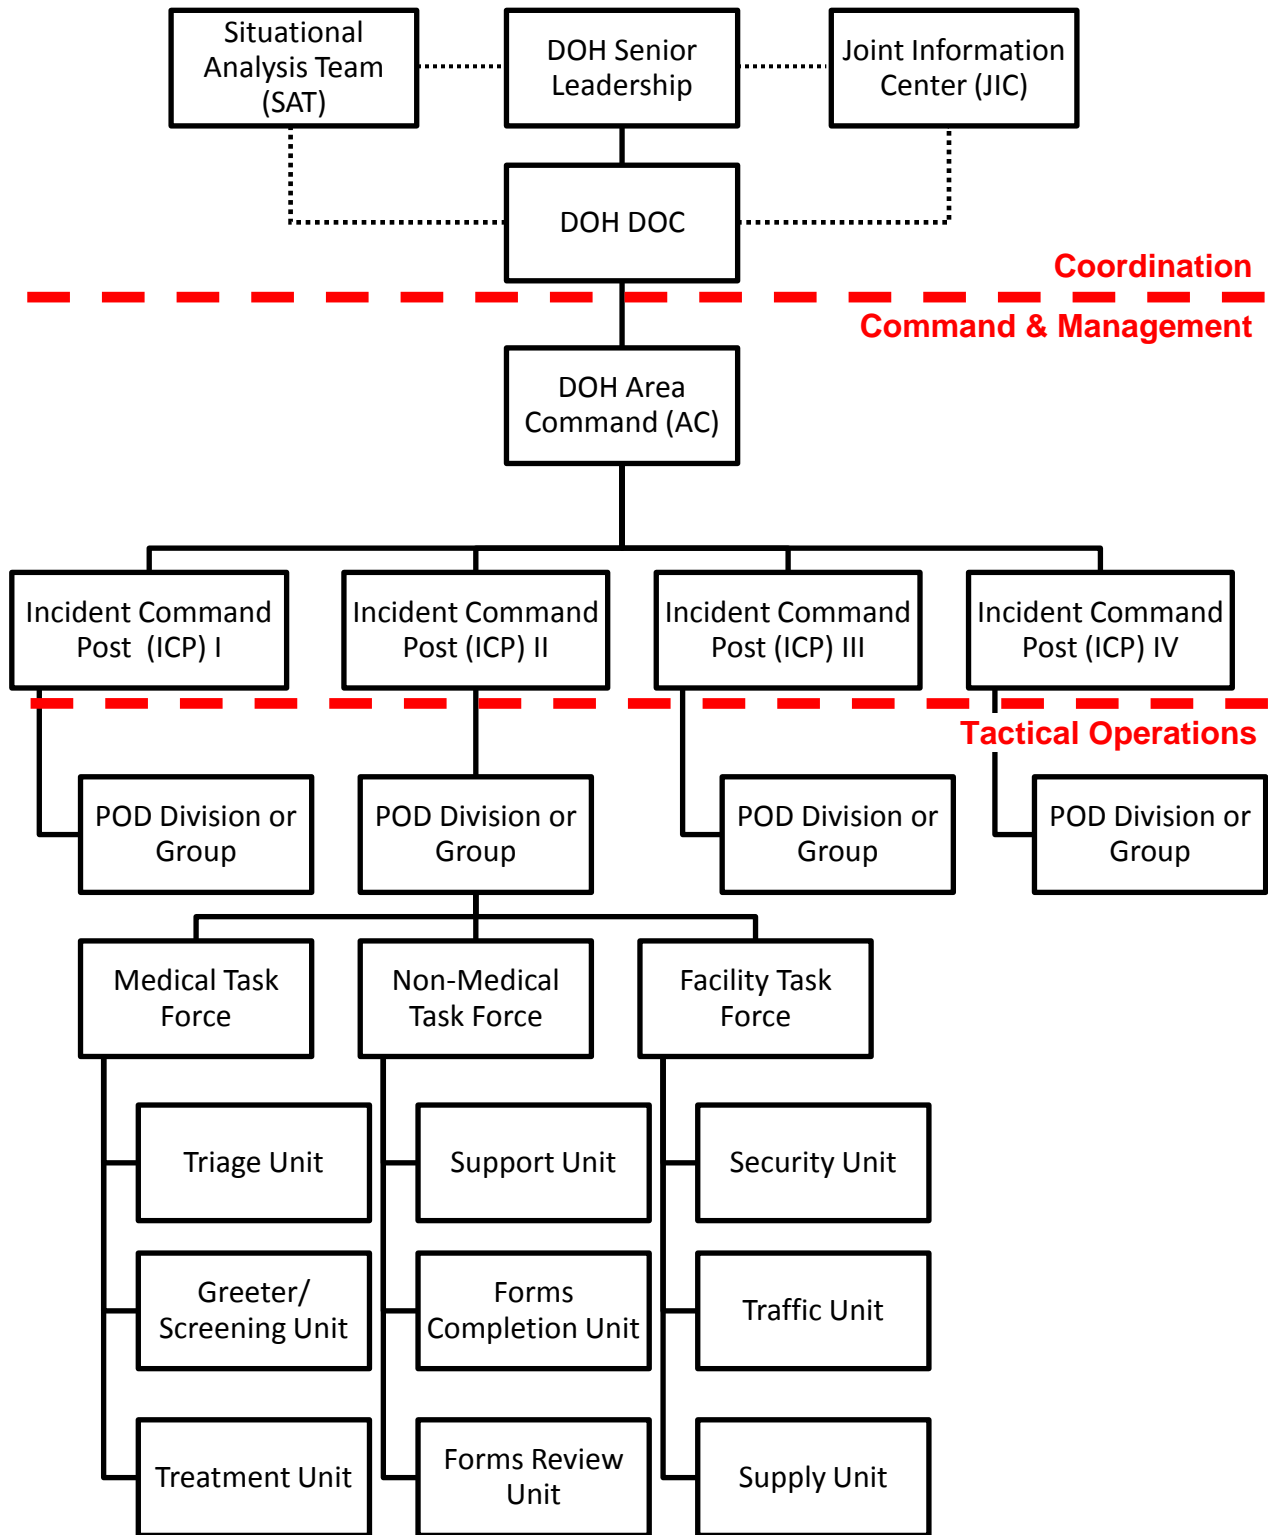 Situational
Analysis Team
(SAT)
DOH Senior
Leadership
Joint Information
Center (JIC)
DOH DOC
Coordination
Command & Management
DOH Area
Command (AC)
Incident Command
Post (ICP) I
Incident Command
Post (ICP) II
Incident Command
Post (ICP) III
Incident Command
Post (ICP) IV
Tactical Operations
POD Division or
Group
POD Division or
Group
POD Division or
Group
POD Division or
Group
Medical Task
Force
Non-Medical
Task Force
Facility Task
Force
Triage Unit
Support Unit
Security Unit
Greeter/
Screening Unit
Forms
Completion Unit
Traffic Unit
Treatment Unit
Forms Review
Unit
Supply Unit